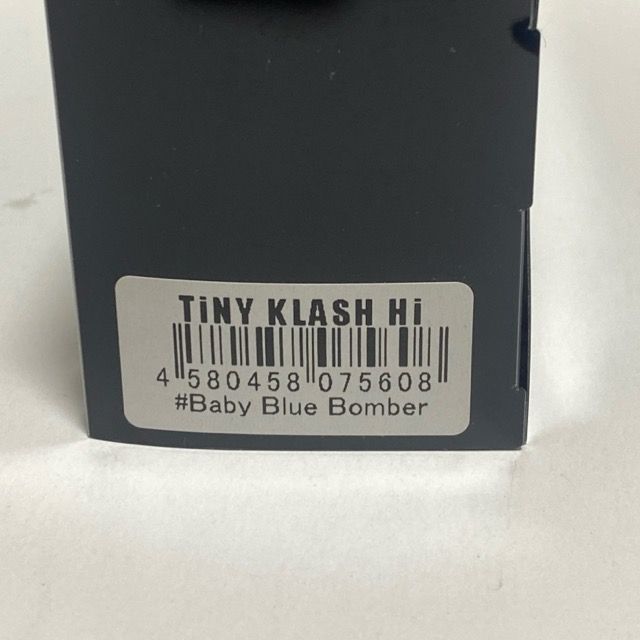 TiNY KLASH Hi
4 580458 075608
#Baby Blue Bomber